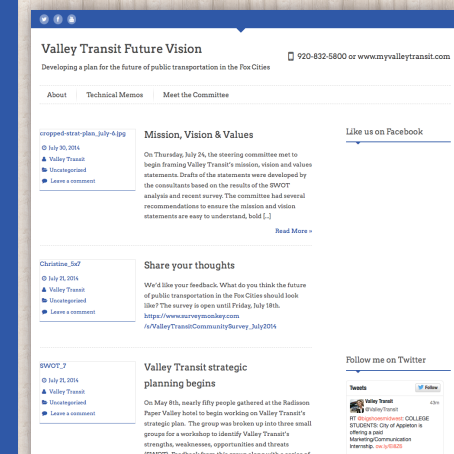 Valley Transit Future Vision
Developing a plan for the future of public transportation in the Fox Cities
920-832-5800 or www.myvalleytransit.com
About
Technical Memos
Meet the Committee
cropped-strat-plan_july-6.jpg
July 30, 2014
Valley Transit
Uncategorized
Leave a comment
Mission, Vision & Values
On Thursday, July 24, the steering committee met to
begin framing Valley Transit's mission, vision and values
statements. Drafts of the statements were developed by
the consultants based on the results of the SWOT
analysis and recent survey. The committee had several
recommendations to ensure the mission and vision
statements are easy to understand, bold [...]
Read More »
Christine_5x7
July 21, 2014
Valley Transit
Uncategorized
Leave a comment
Share your thoughts
We'd like your feedback. What do you think the future
of public transportation in the Fox Cities should look
like? The survey is open until Friday, July 18th.
https://www.surveymonkey.com
/s/ValleyTransitCommunitySurvey_July2014
SWOT_7
July 21, 2014
Valley Transit
Uncategorized
Leave a comment
Valley Transit strategic
planning begins
On May 8th, nearly fifty people gathered at the Radisson
Paper Valley hotel to begin working on Valley Transit's
strategic plan. The group was broken up into three small
groups for a workshop to identify Valley Transit's
strengths, weaknesses, opportunities and threats
(SWOT). Feedback from this group along with a series of
Like us on Facebook
Follow me on Twitter
Tweets
Follow
Valley Transit
43m
@ValleyTransit
RT @bigshoesmedia: COLLEGE
STUDENTS: City of Appleton is
offering a paid
Marketing/Communication
Internship.